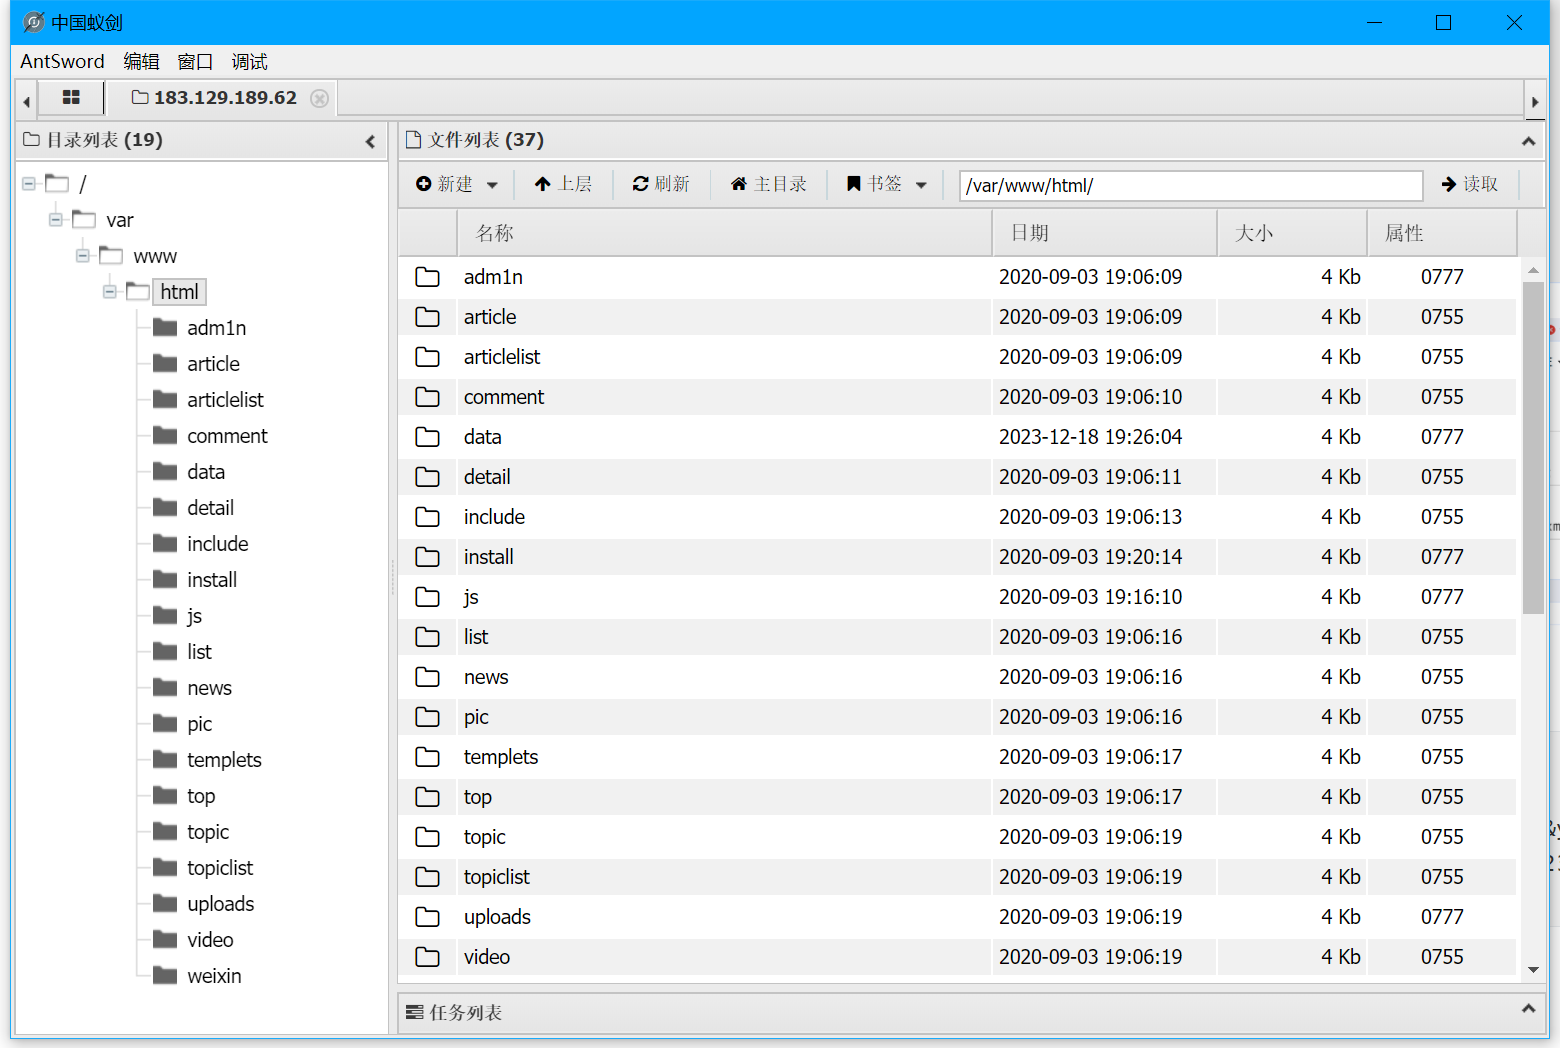 中国蚁剑
AntSword 编辑 窗口 调试
183.129.189.62
目录列表 (19)
/
var
www
html
adm1n
article
articlelist
comment
data
detail
include
install
js
list
news
pic
templets
top
topic
topiclist
uploads
video
weixin
文件列表 (37)
新建 上层 刷新 主目录 书签 /var/www/html/ 读取
名称 日期 大小 属性
adm1n 2020-09-03 19:06:09 4 Kb 0777
article 2020-09-03 19:06:09 4 Kb 0755
articlelist 2020-09-03 19:06:09 4 Kb 0755
comment 2020-09-03 19:06:10 4 Kb 0755
data 2023-12-18 19:26:04 4 Kb 0777
detail 2020-09-03 19:06:11 4 Kb 0755
include 2020-09-03 19:06:13 4 Kb 0755
install 2020-09-03 19:20:14 4 Kb 0777
js 2020-09-03 19:16:10 4 Kb 0777
list 2020-09-03 19:06:16 4 Kb 0755
news 2020-09-03 19:06:16 4 Kb 0755
pic 2020-09-03 19:06:16 4 Kb 0755
templets 2020-09-03 19:06:17 4 Kb 0755
top 2020-09-03 19:06:17 4 Kb 0755
topic 2020-09-03 19:06:19 4 Kb 0755
topiclist 2020-09-03 19:06:19 4 Kb 0755
uploads 2020-09-03 19:06:19 4 Kb 0777
video 2020-09-03 19:06:19 4 Kb 0755
任务列表